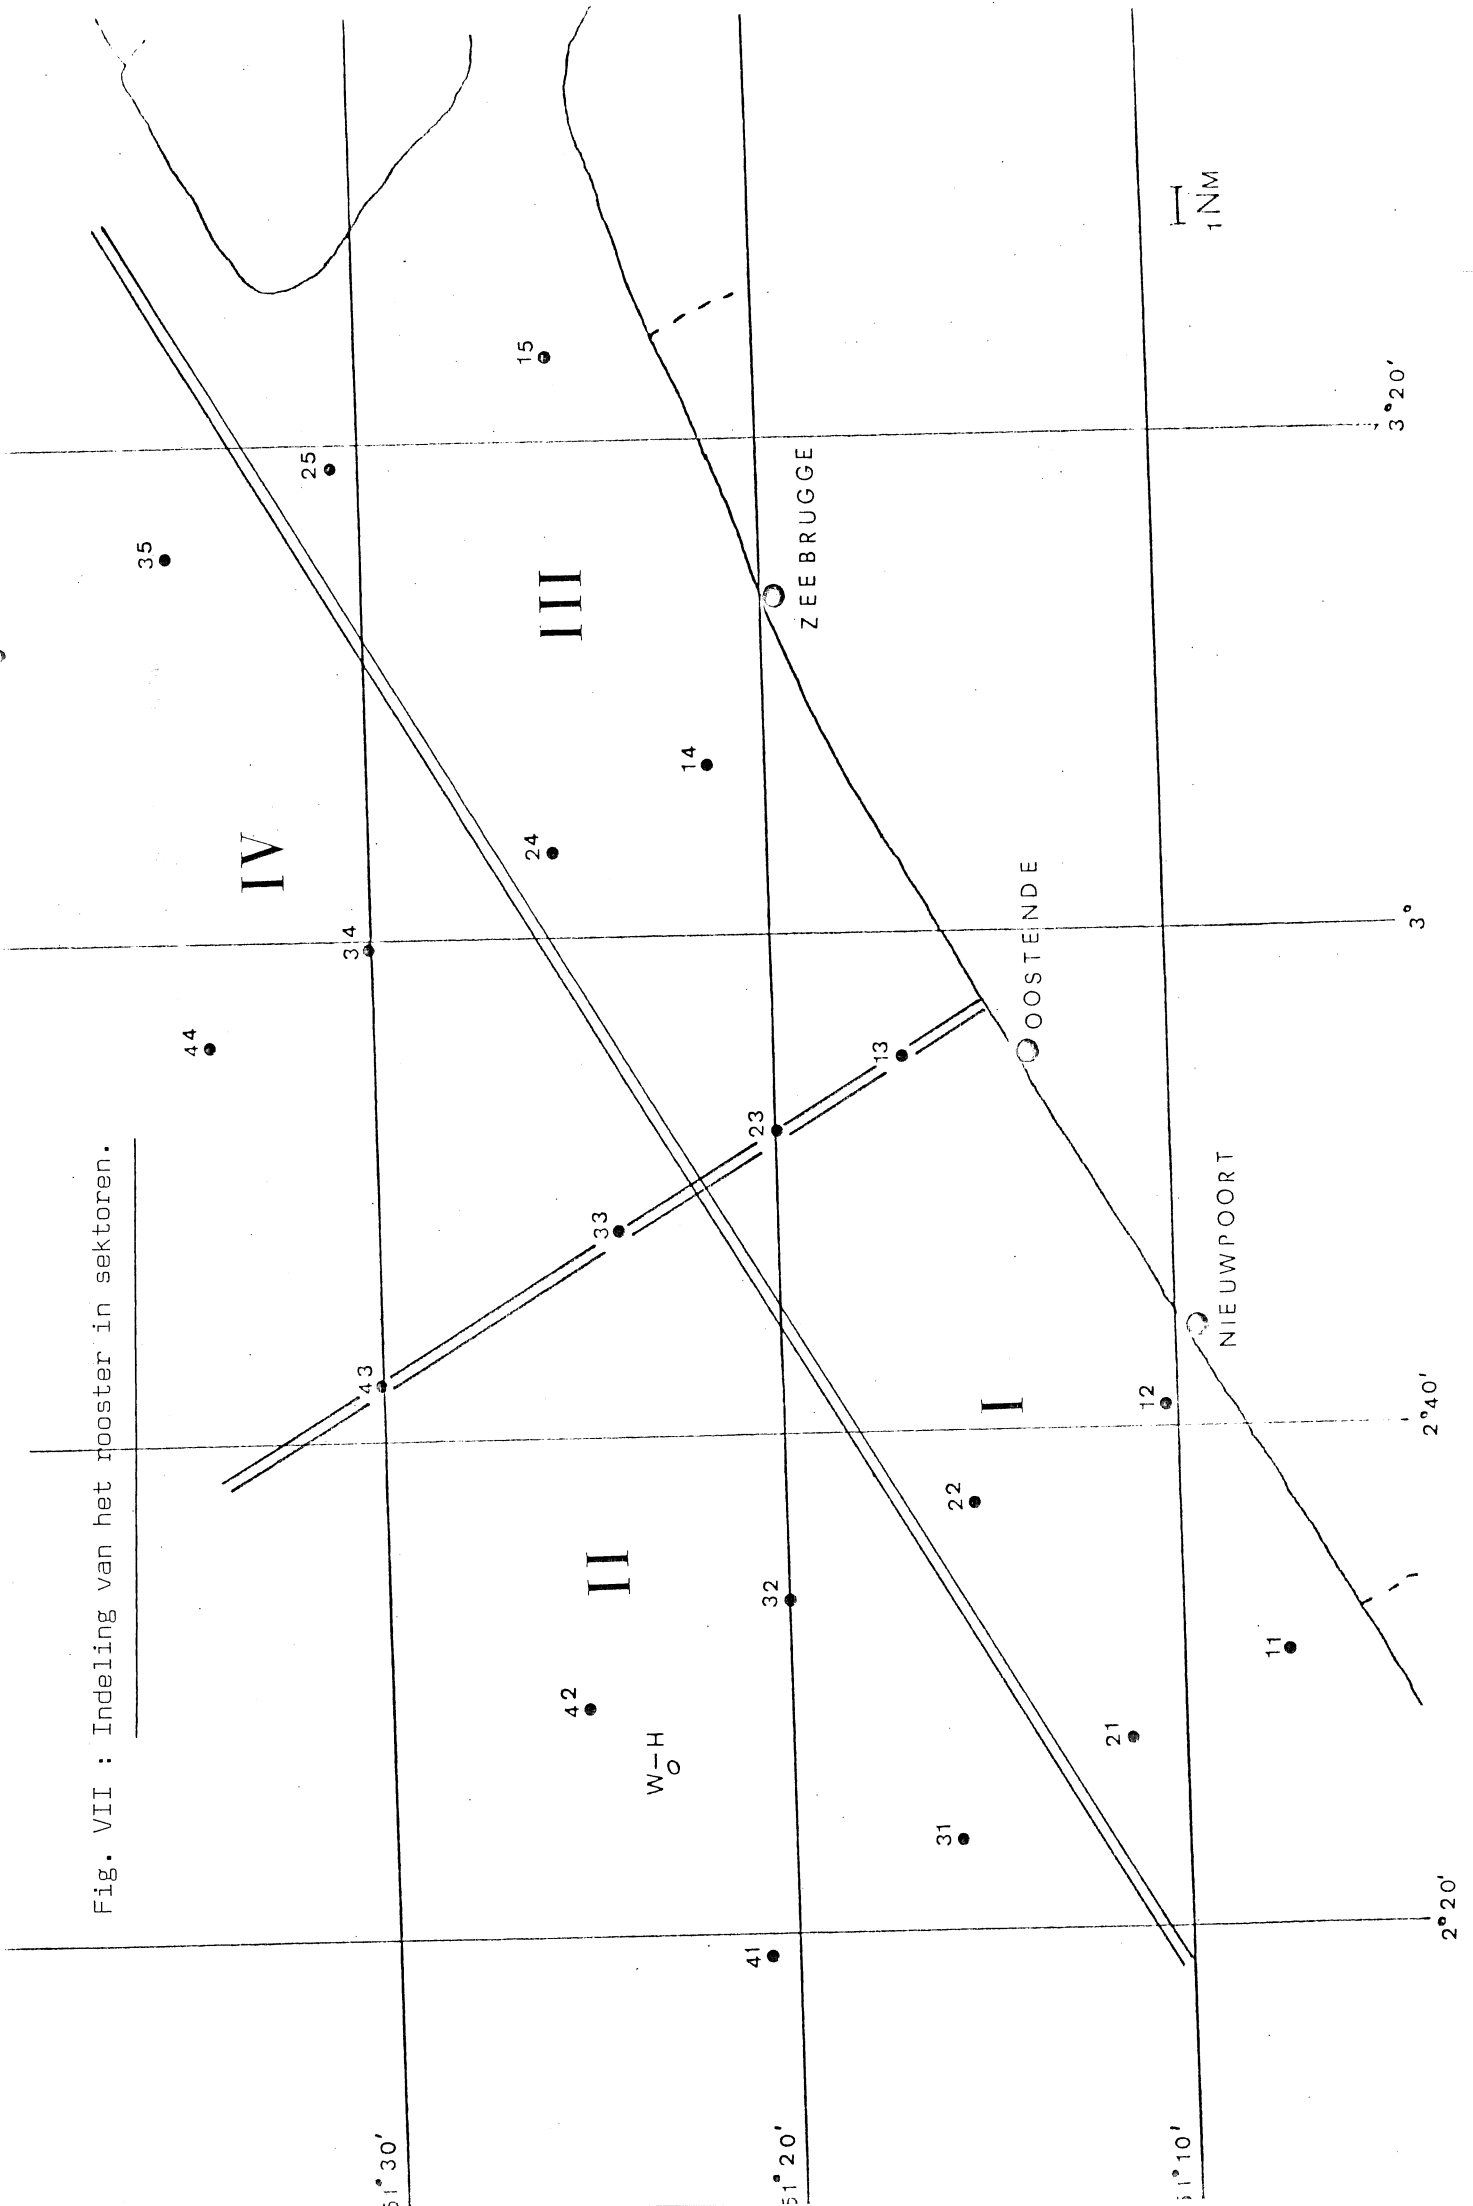 Fig. VII : Indeling van het rooster in sektoren.
35
25
15
44
34
IV
24
14
III
43
33
23
13
42
32
II
22
12
I
W-H
41
31
21
11
ZEEBRUGGE
OOSTENDE
NIEUWPOORT
1 NM
51°30'
51°20'
51°10'
2°20'
2°40'
3°
3°20'